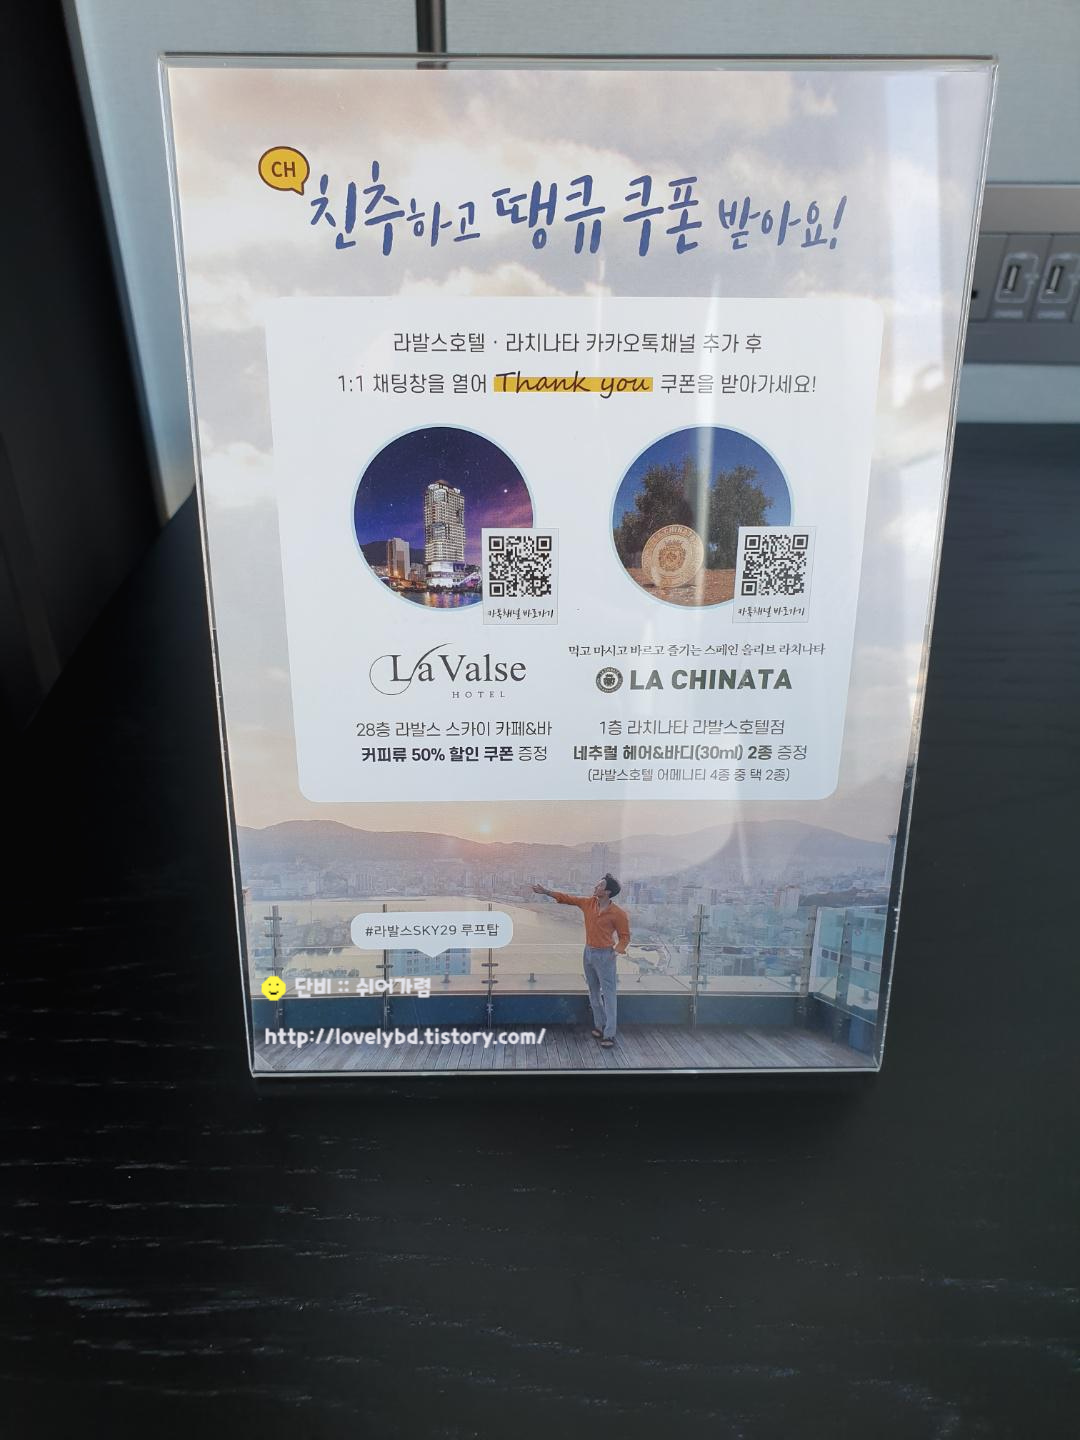 CH
친추하고 땡큐 쿠폰 받아요!
라발스호텔 · 라치나타 카카오톡채널 추가 후
1:1 채팅창을 열어 Thank you 쿠폰을 받아가세요!
LA CHINATA
카톡채널 바로가기
카톡채널 바로가기
La Valse
HOTEL
28층 라발스 스카이 카페&바
커피류 50% 할인 쿠폰 증정
먹고 마시고 바르고 즐기는 스페인 올리브 라치나타
LA CHINATA
1층 라치나타 라발스호텔점
네추럴 헤어&바디(30ml) 2종 증정
(라발스호텔 어메니티 4종 중 택 2종)
#라발스SKY29 루프탑
단비 :: 쉬어가렴
http://lovelybd.tistory.com/